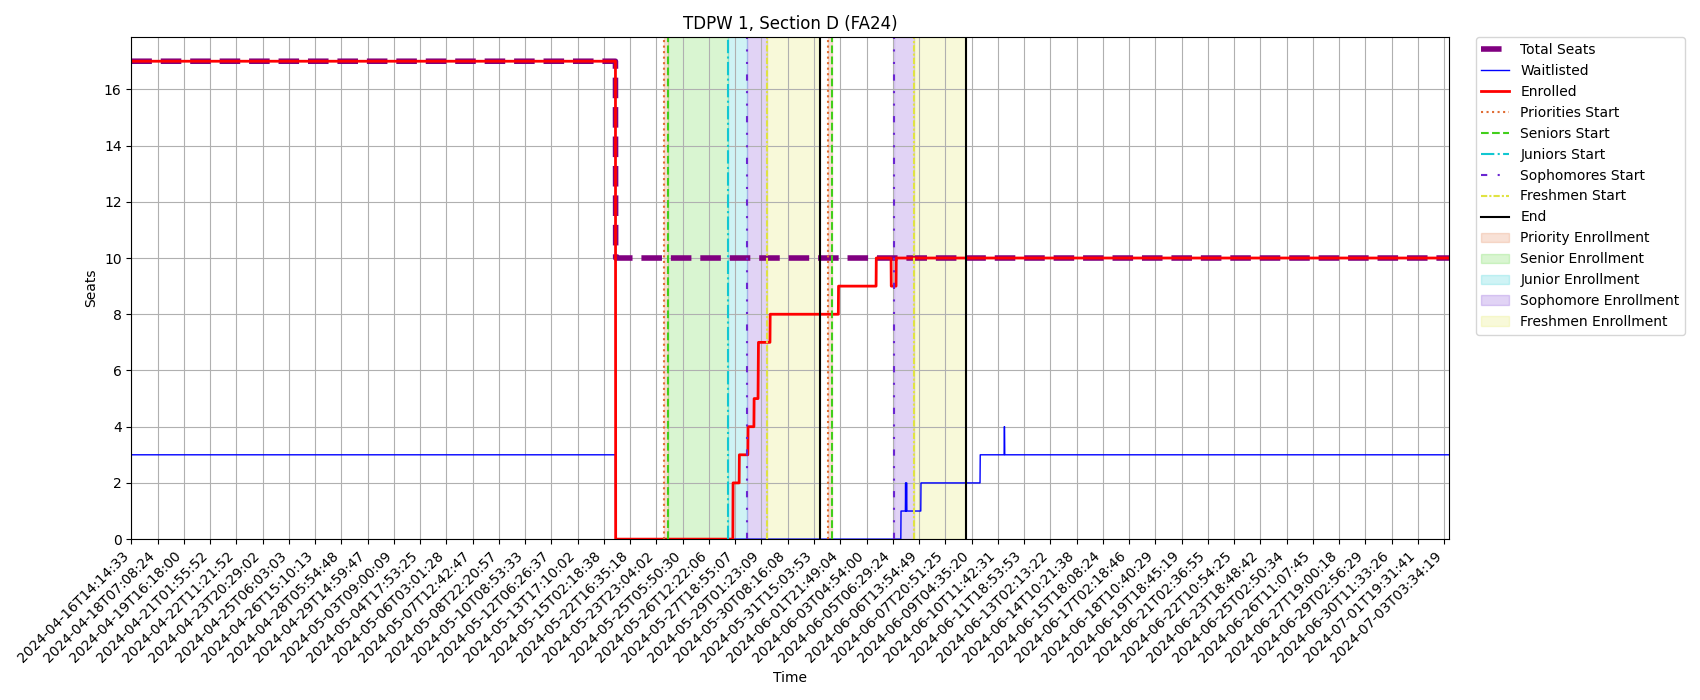 TDPW 1, Section D (FA24)
Seats
16
14
12
10
8
6
4
2
0
2024-04-16T14:14:33
2024-04-18T07:08:24
2024-04-19T16:18:00
2024-04-21T01:55:52
2024-04-22T11:21:52
2024-04-23T20:29:02
2024-04-25T06:03:03
2024-04-26T15:10:13
2024-04-28T05:54:48
2024-04-29T14:59:47
2024-05-03T09:00:09
2024-05-04T17:53:25
2024-05-06T03:01:28
2024-05-07T12:42:47
2024-05-08T22:20:57
2024-05-10T08:53:33
2024-05-12T06:26:37
2024-05-13T17:10:02
2024-05-15T02:18:38
2024-05-22T16:35:18
2024-05-23T23:04:02
2024-05-25T05:50:30
2024-05-26T12:22:06
2024-05-27T18:55:07
2024-05-29T01:23:09
2024-05-30T08:16:08
2024-05-31T15:03:53
2024-06-01T21:49:04
2024-06-03T04:54:00
2024-06-05T06:29:24
2024-06-06T13:54:49
2024-06-07T20:51:25
2024-06-09T04:35:20
2024-06-10T11:42:31
2024-06-11T18:53:53
2024-06-13T02:13:22
2024-06-14T10:21:38
2024-06-15T18:08:24
2024-06-17T02:18:46
2024-06-18T10:40:29
2024-06-19T18:45:19
2024-06-21T02:36:55
2024-06-22T10:54:25
2024-06-23T18:48:42
2024-06-25T02:50:34
2024-06-26T11:07:45
2024-06-27T19:00:18
2024-06-29T02:56:29
2024-06-30T11:33:26
2024-07-01T19:31:41
2024-07-03T03:34:19
Time
Total Seats
Waitlisted
Enrolled
Priorities Start
Seniors Start
Juniors Start
Sophomores Start
Freshmen Start
End
Priority Enrollment
Senior Enrollment
Junior Enrollment
Sophomore Enrollment
Freshmen Enrollment